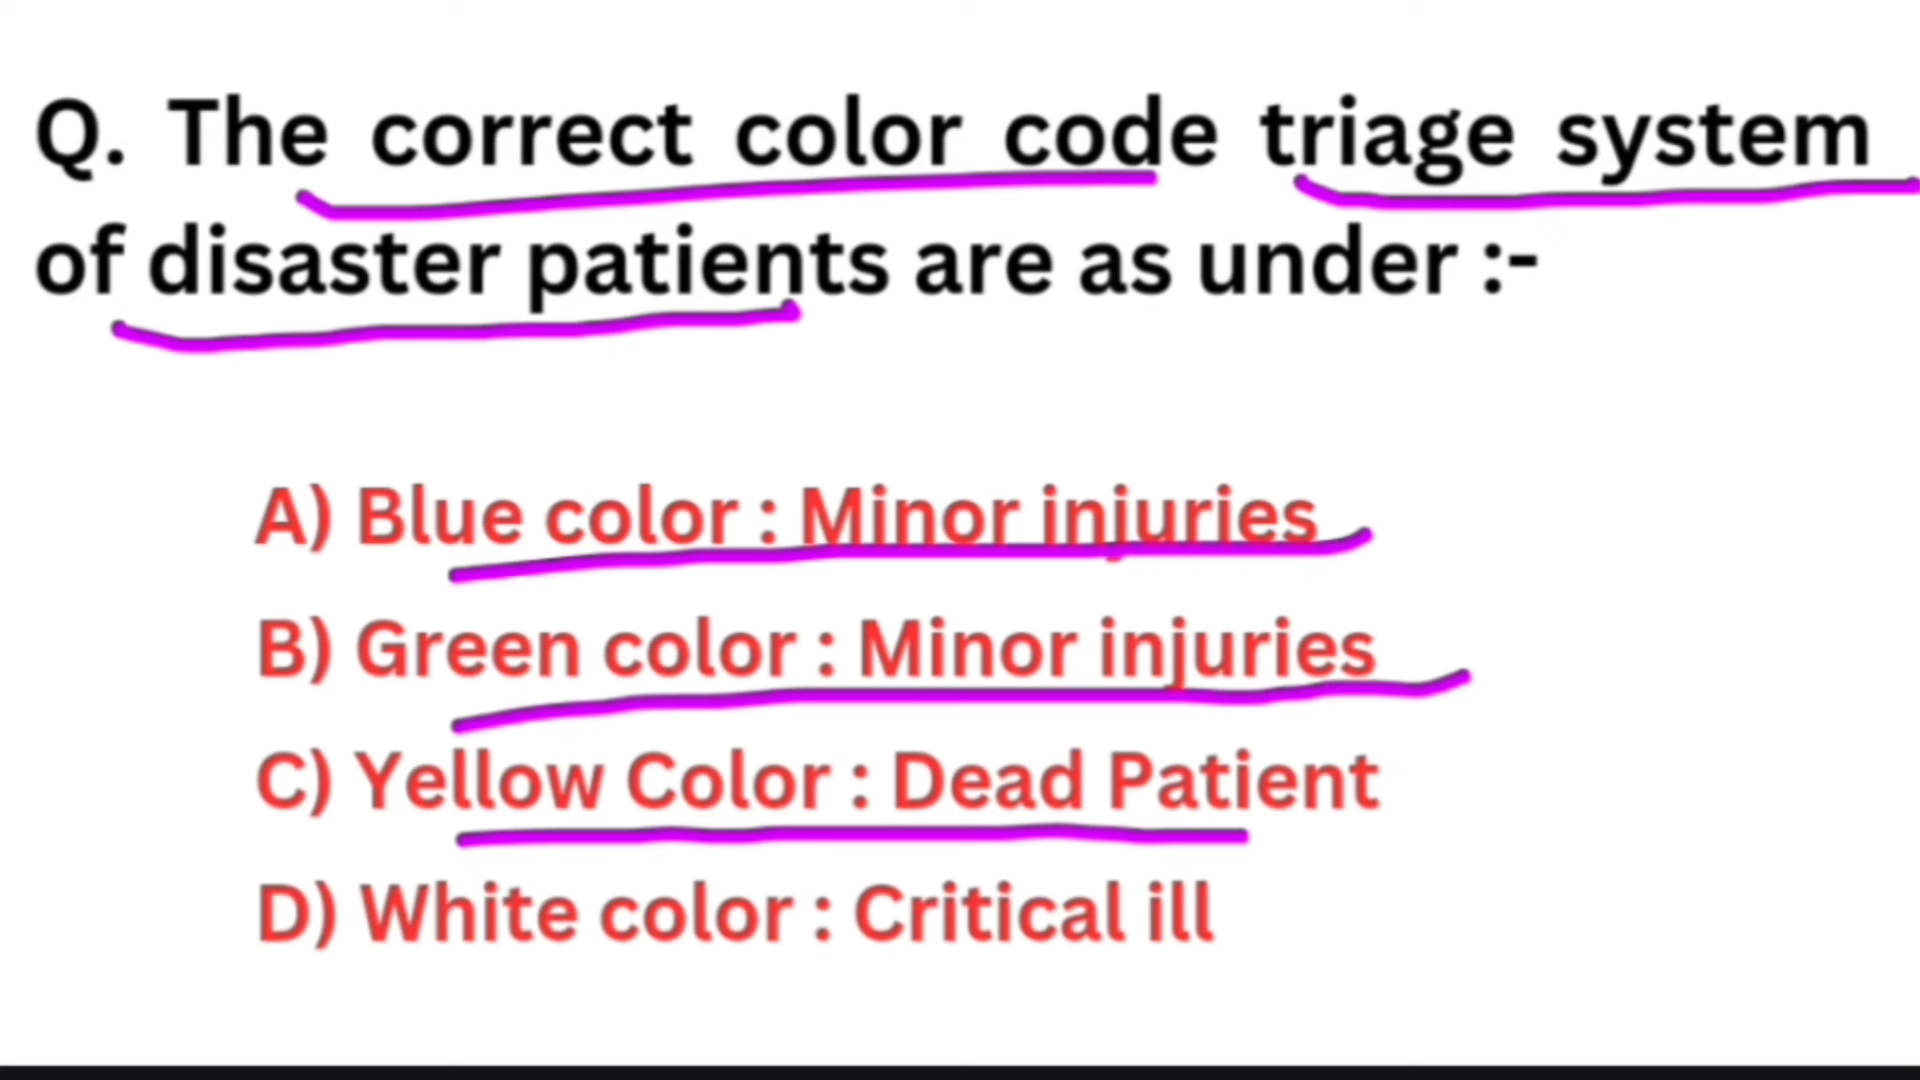 Q. The correct color code triage system
of disaster patients are as under :-
A) Blue color : Minor injuries
B) Green color : Minor injuries
C) Yellow Color : Dead Patient
D) White color : Critical ill